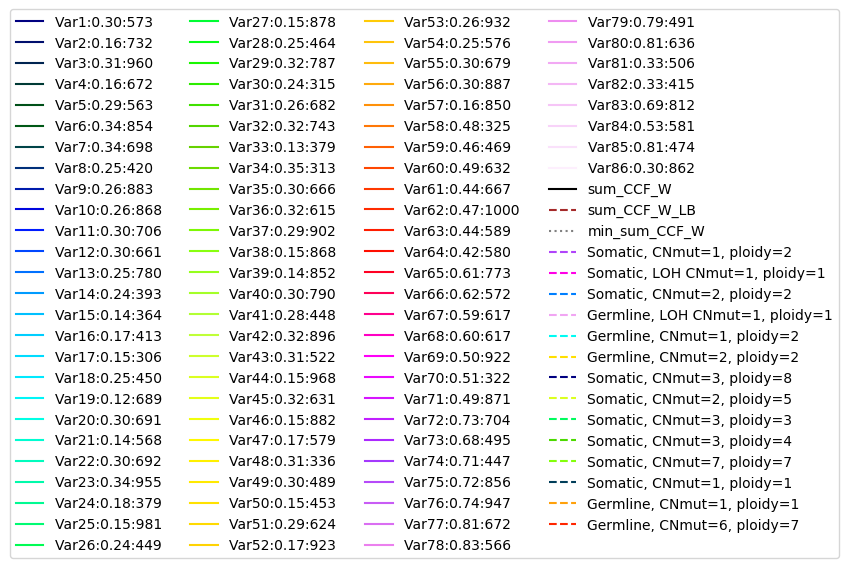 Var1:0.30:573
Var2:0.16:732
Var3:0.31:960
Var4:0.16:672
Var5:0.29:563
Var6:0.34:854
Var7:0.34:698
Var8:0.25:420
Var9:0.26:883
Var10:0.26:868
Var11:0.30:706
Var12:0.30:661
Var13:0.25:780
Var14:0.24:393
Var15:0.14:364
Var16:0.17:413
Var17:0.15:306
Var18:0.25:450
Var19:0.12:689
Var20:0.30:691
Var21:0.14:568
Var22:0.30:692
Var23:0.34:955
Var24:0.18:379
Var25:0.15:981
Var26:0.24:449
Var27:0.15:878
Var28:0.25:464
Var29:0.32:787
Var30:0.24:315
Var31:0.26:682
Var32:0.32:743
Var33:0.13:379
Var34:0.35:313
Var35:0.30:666
Var36:0.32:615
Var37:0.29:902
Var38:0.15:868
Var39:0.14:852
Var40:0.30:790
Var41:0.28:448
Var42:0.32:896
Var43:0.31:522
Var44:0.15:968
Var45:0.32:631
Var46:0.15:882
Var47:0.17:579
Var48:0.31:336
Var49:0.30:489
Var50:0.15:453
Var51:0.29:624
Var52:0.17:923
Var53:0.26:932
Var54:0.25:576
Var55:0.30:679
Var56:0.30:887
Var57:0.16:850
Var58:0.48:325
Var59:0.46:469
Var60:0.49:632
Var61:0.44:667
Var62:0.47:1000
Var63:0.44:589
Var64:0.42:580
Var65:0.61:773
Var66:0.62:572
Var67:0.59:617
Var68:0.60:617
Var69:0.50:922
Var70:0.51:322
Var71:0.49:871
Var72:0.73:704
Var73:0.68:495
Var74:0.71:447
Var75:0.72:856
Var76:0.74:947
Var77:0.81:672
Var78:0.83:566
Var79:0.79:491
Var80:0.81:636
Var81:0.33:506
Var82:0.33:415
Var83:0.69:812
Var84:0.53:581
Var85:0.81:474
Var86:0.30:862
sum_CCF_W
sum_CCF_W_LB
min_sum_CCF_W
Somatic, CNmut=1, ploidy=2
Somatic, LOH CNmut=1, ploidy=1
Somatic, CNmut=2, ploidy=2
Germline, LOH CNmut=1, ploidy=1
Germline, CNmut=1, ploidy=2
Germline, CNmut=2, ploidy=2
Somatic, CNmut=3, ploidy=8
Somatic, CNmut=2, ploidy=5
Somatic, CNmut=3, ploidy=3
Somatic, CNmut=3, ploidy=4
Somatic, CNmut=7, ploidy=7
Somatic, CNmut=1, ploidy=1
Germline, CNmut=1, ploidy=1
Germline, CNmut=6, ploidy=7